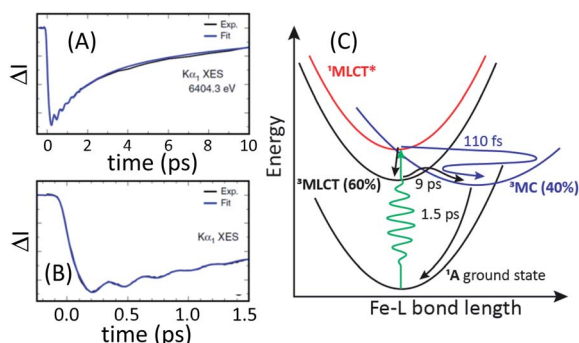 (A)
Exp.
Fit
Kα₁ XES
6404.3 eV
ΔI
0 2 4 6 8 10
time (ps)
Exp.
Fit
Kα₁ XES
(B)
ΔI
0.0 0.5 1.0 1.5
time (ps)
(C)
¹MLCT*
110 fs
³MLCT (60%)
9 ps
³MC (40%)
1.5 ps
¹A ground state
Energy
Fe-L bond length